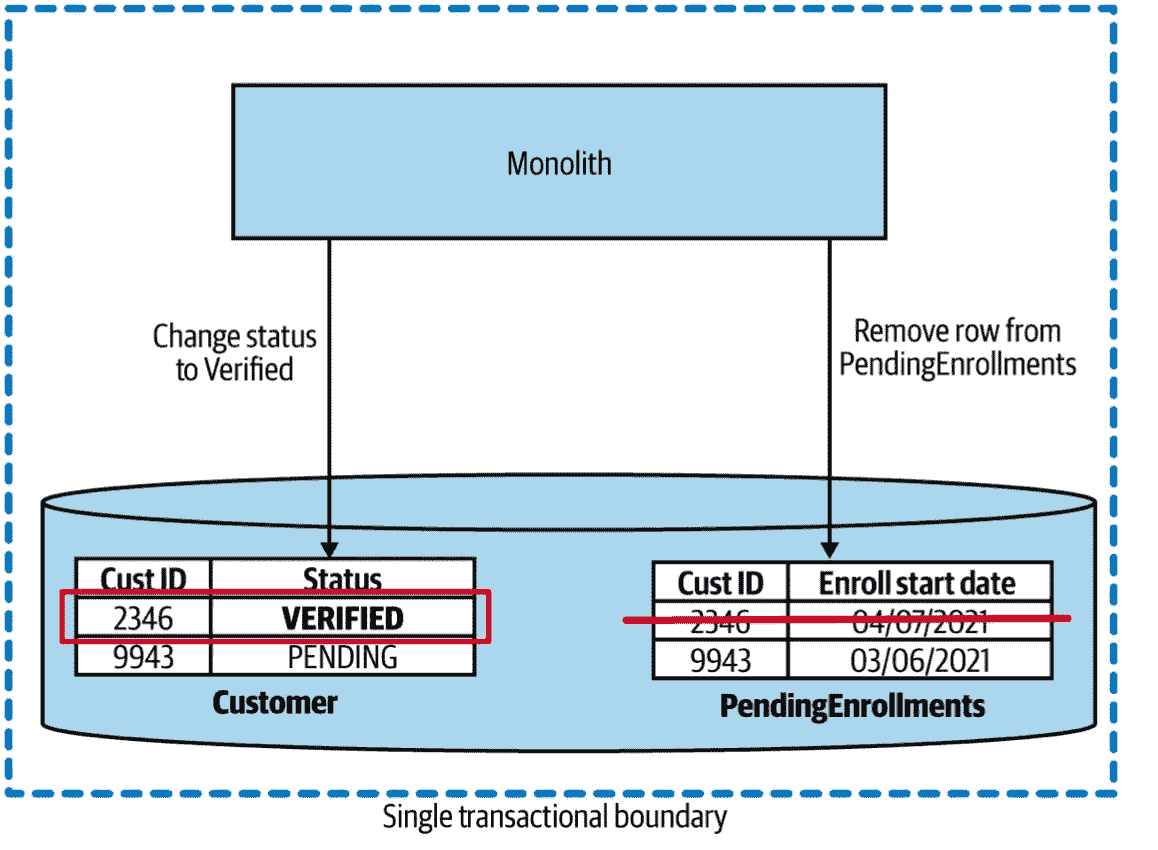 Monolith
Change status
to Verified
Remove row from
PendingEnrollments
Cust ID Status
2346 VERIFIED
9943 PENDING
Customer
Cust ID Enroll start date
2346 04/07/2021
9943 03/06/2021
PendingEnrollments
Single transactional boundary